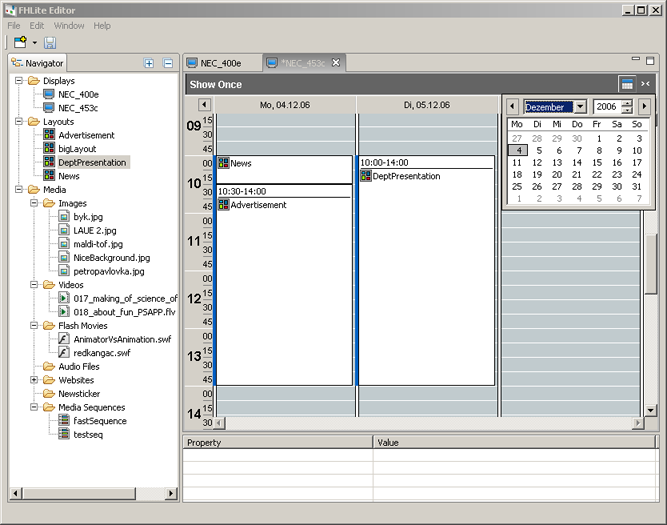 FHLite Editor
File Edit Window Help
Navigator
Displays
NEC_400e
NEC_453c
Layouts
Advertisement
bigLayout
DeptPresentation
News
Media
Images
byk.jpg
LAUE 2.jpg
maldi-tof.jpg
NiceBackground.jpg
petropavlovka.jpg
Videos
017_making_of_science_of
018_about_fun_PSAPP.flv
Flash Movies
AnimatorVsAnimation.swf
redkangac.swf
Audio Files
Websites
Newsticker
Media Sequences
fastSequence
testseq
NEC_400e *NEC_453c
Show Once
Mo, 04.12.06 Di, 05.12.06
09 15
30
45
10 00
15
30
45
11 00
15
30
45
12 00
15
30
45
13 00
15
30
45
14 00
15
30
News
10:30-14:00
Advertisement
10:00-14:00
DeptPresentation
Dezember 2006
Mo Di Mi Do Fr Sa So
27 28 29 30 1 2 3
4 5 6 7 8 9 10
11 12 13 14 15 16 17
18 19 20 21 22 23 24
25 26 27 28 29 30 31
1 2 3 4 5 6 7
Property Value